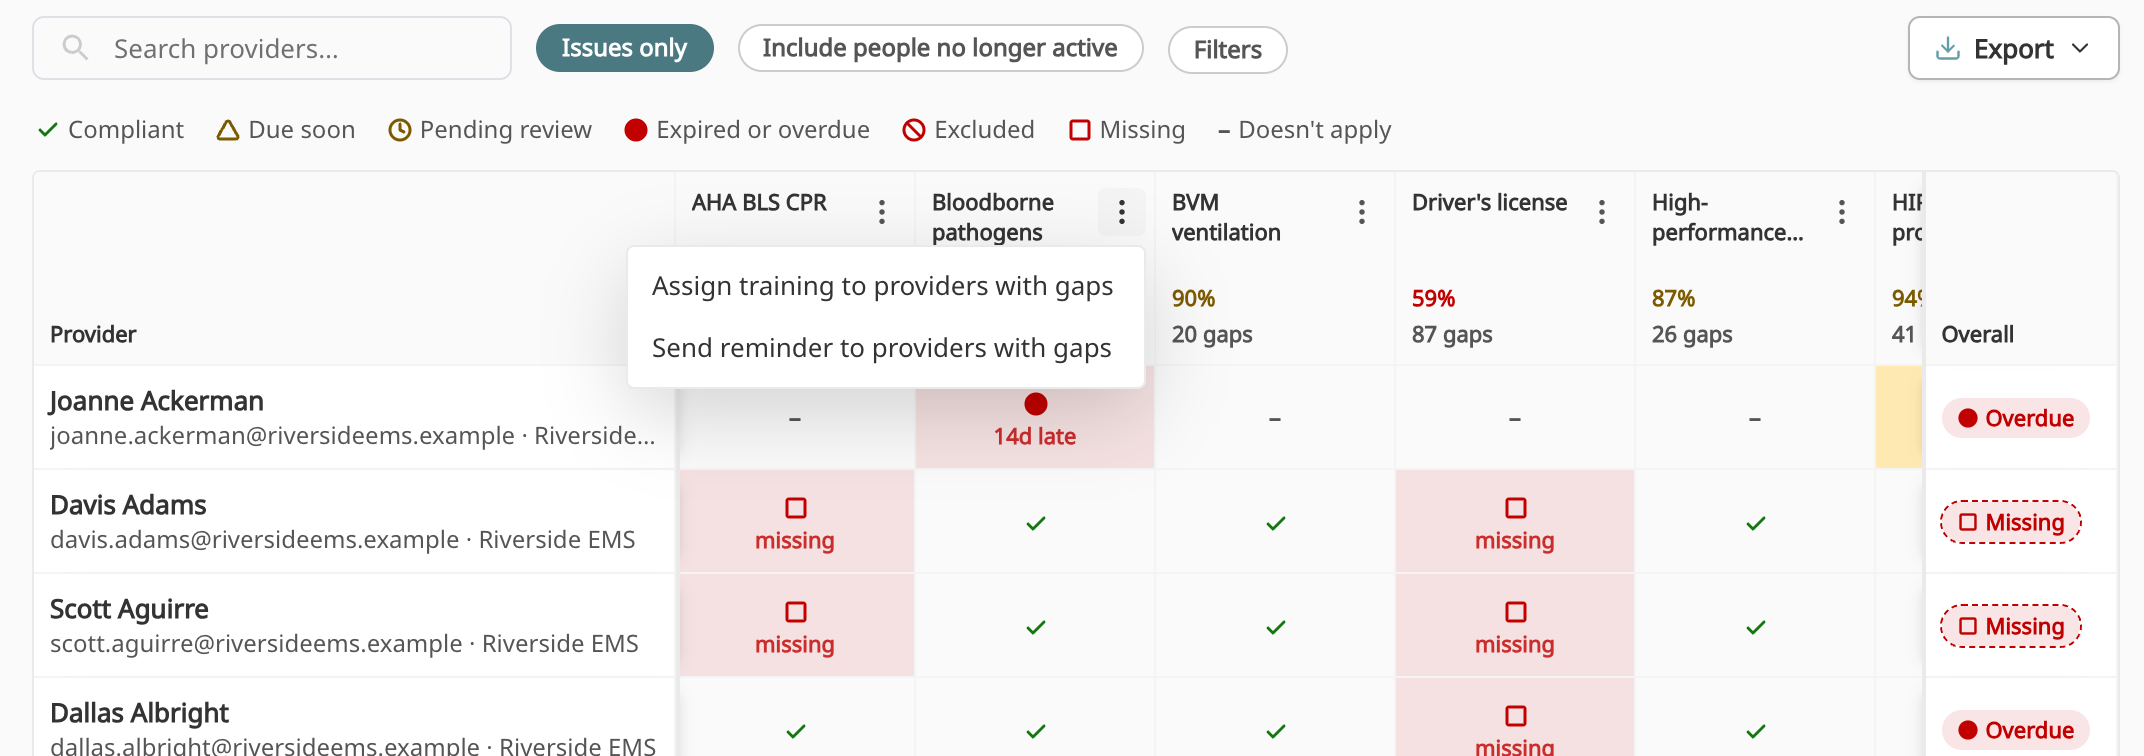 Search providers...
Issues only
Include people no longer active
Filters
Export
Compliant
Due soon
Pending review
Expired or overdue
Excluded
Missing
– Doesn't apply
AHA BLS CPR
Bloodborne
pathogens
BVM
ventilation
Driver's license
High-
performance...
Assign training to providers with gaps
Send reminder to providers with gaps
90%
20 gaps
59%
87 gaps
87%
26 gaps
41
Provider
Overall
Joanne Ackerman
joanne.ackerman@riversideems.example · Riverside...
–
14d late
–
–
–
Overdue
Davis Adams
davis.adams@riversideems.example · Riverside EMS
missing
missing
Missing
Scott Aguirre
scott.aguirre@riversideems.example · Riverside EMS
missing
missing
Missing
Dallas Albright
dallas.albright@riversideems.example · Riverside EMS
missing
Overdue